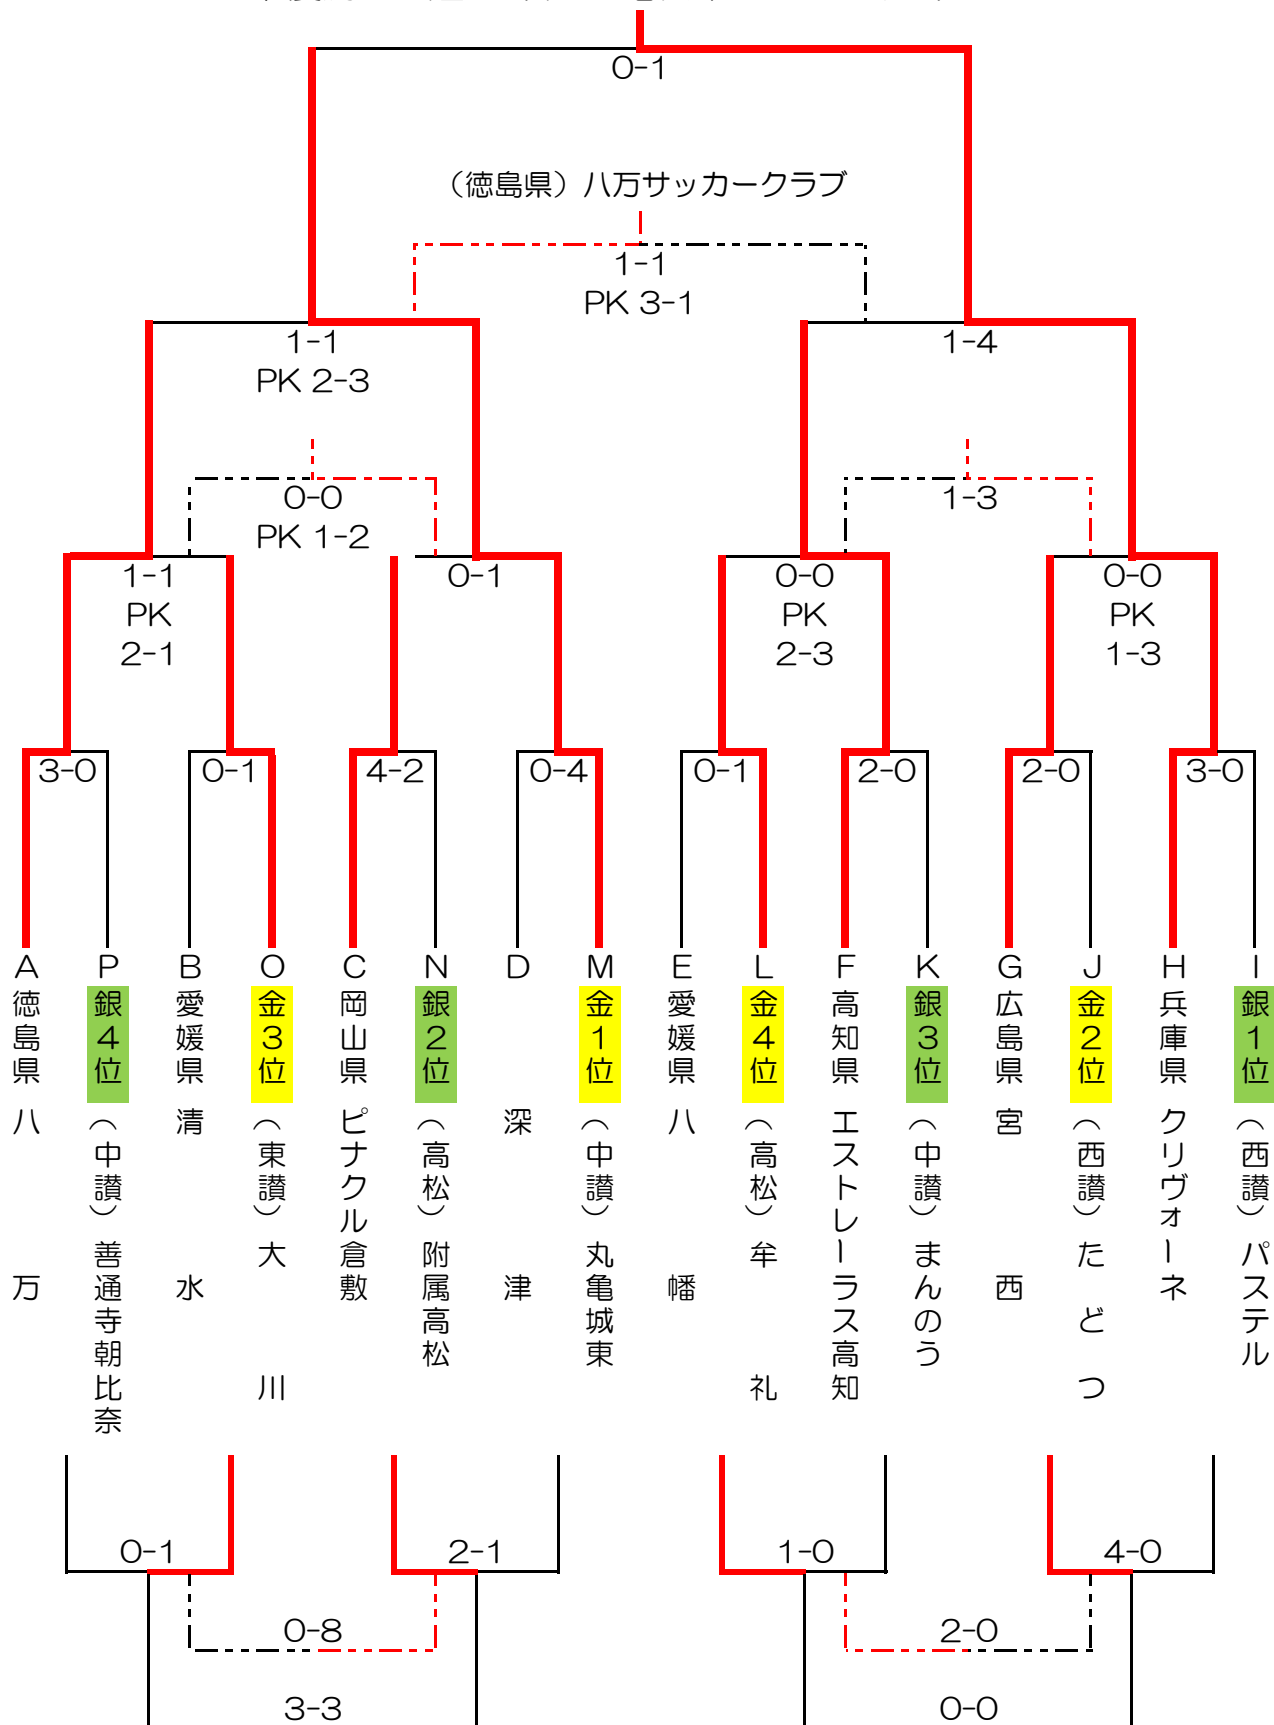 0-1
（徳島県）八万サッカークラブ
1-1
PK 3-1
1-1
PK 2-3
1-4
0-0
PK 1-2
1-3
1-1
PK
2-1
0-1
0-0
PK
2-3
0-0
PK
1-3
3-0
0-1
4-2
0-4
0-1
2-0
2-0
3-0
A 徳島県 八万
P 銀4位 （中讃）善通寺朝比奈
B 愛媛県 清水
O 金3位 （東讃）大川
C 岡山県 ピナクル倉敷
N 銀2位 （高松）附属高松
D 深津
M 金1位 （中讃）丸亀城東
E 愛媛県 八幡
L 金4位 （高松）牟礼
F 高知県 エストレーラス高知
K 銀3位 （中讃）まんのう
G 広島県 宮西
J 金2位 （西讃）たどつ
H 兵庫県 クリヴォーネ
I 銀1位 （西讃）パステル
0-1
2-1
1-0
4-0
0-8
2-0
3-3
0-0